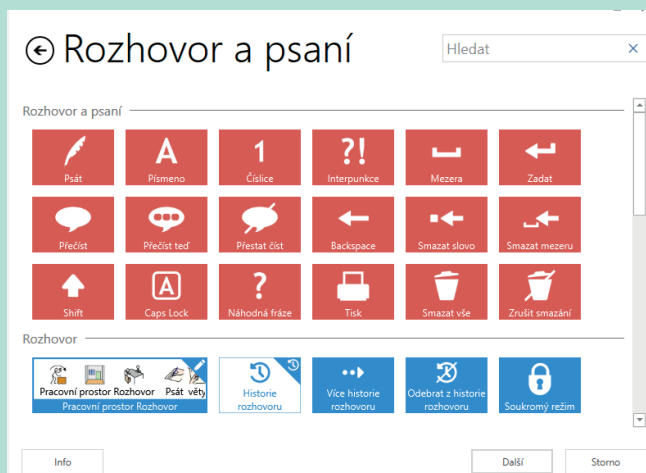 Rozhovor a psaní
Hledat
Rozhovor a psaní
Psát
A
Písmeno
1
Číslice
?!
Interpunkce
Mezera
Zadat
Přečíst
Přečíst teď
Přestat číst
Backspace
Smazat slovo
Smazat mezeru
Shift
A
Caps Lock
?
Náhodná fráze
Tisk
Smazat vše
Zrušit smazání
Rozhovor
Pracovní prostor Rozhovor Psát věty
Pracovní prostor Rozhovor
Historie
rozhovoru
Více historie
rozhovoru
Odebrat z historie
rozhovoru
Soukromý režim
Info
Další
Storno